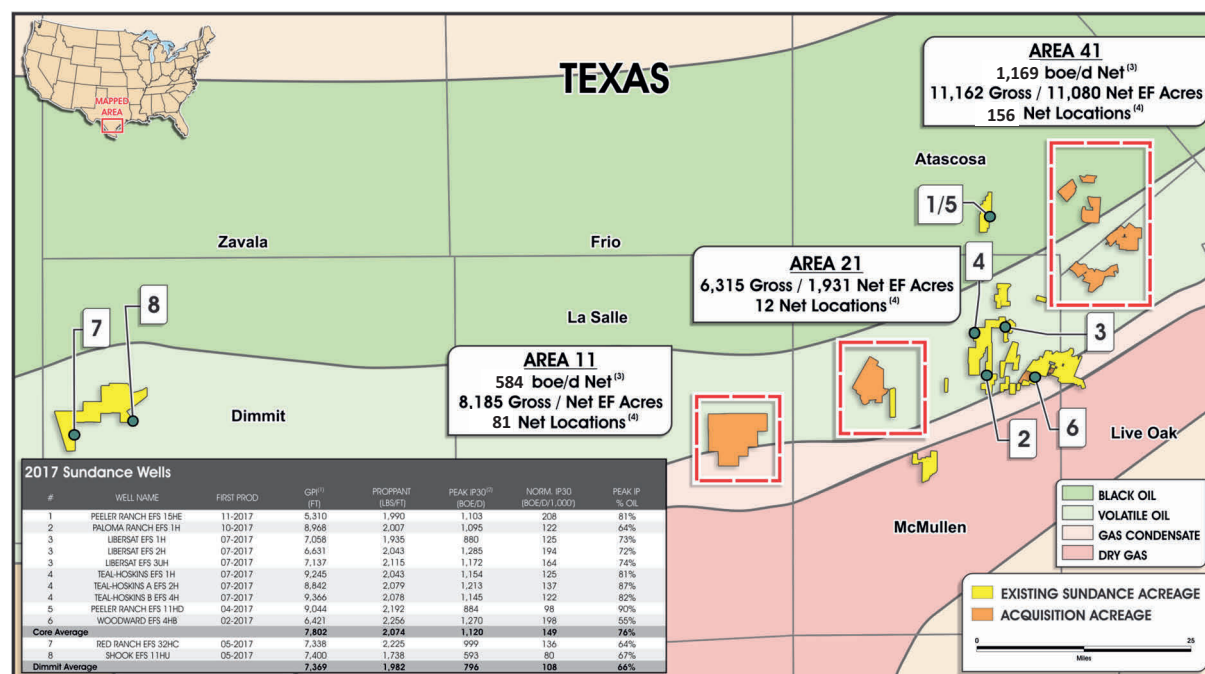 TEXAS
MAPPED
AREA
AREA 41
1,169 boe/d Net(3)
11,162 Gross / 11,080 Net EF Acres
156 Net Locations(4)
Atascosa
1/5
Zavala
Frio
AREA 21
6,315 Gross / 1,931 Net EF Acres
12 Net Locations(4)
4
8
7
La Salle
3
AREA 11
584 boe/d Net(3)
8,185 Gross / Net EF Acres
81 Net Locations(4)
Dimmit
2
6
Live Oak
McMullen
2017 Sundance Wells
# WELL NAME FIRST PROD GPI(1) (FT) PROPPANT (LBS/FT) PEAK IP30(2) (BOE/D) NORM. IP30 (BOE/D/1,000') PEAK IP % OIL
1 PEELER RANCH EFS 15HE 11-2017 5,310 1,990 1,103 208 81%
2 PALOMA RANCH EFS 1H 10-2017 8,968 2,007 1,095 122 64%
3 LIBERSAT EFS 1H 07-2017 7,058 1,935 880 125 73%
3 LIBERSAT EFS 2H 07-2017 6,631 2,043 1,285 194 72%
3 LIBERSAT EFS 3UH 07-2017 7,137 2,115 1,172 164 74%
4 TEAL-HOSKINS EFS 1H 07-2017 9,245 2,043 1,154 125 81%
4 TEAL-HOSKINS A EFS 2H 07-2017 8,842 2,079 1,213 137 87%
4 TEAL-HOSKINS B EFS 4H 07-2017 9,366 2,078 1,145 122 82%
5 PEELER RANCH EFS 11HD 04-2017 9,044 2,192 884 98 90%
6 WOODWARD EFS 4HB 02-2017 6,421 2,256 1,270 198 55%
Core Average 7,802 2,074 1,120 149 76%
7 RED RANCH EFS 32HC 05-2017 7,338 2,225 999 136 64%
8 SHOOK EFS 11HU 05-2017 7,400 1,738 593 80 67%
Dimmit Average 7,369 1,982 796 108 66%
BLACK OIL
VOLATILE OIL
GAS CONDENSATE
DRY GAS
EXISTING SUNDANCE ACREAGE
ACQUISITION ACREAGE
0 25
Miles